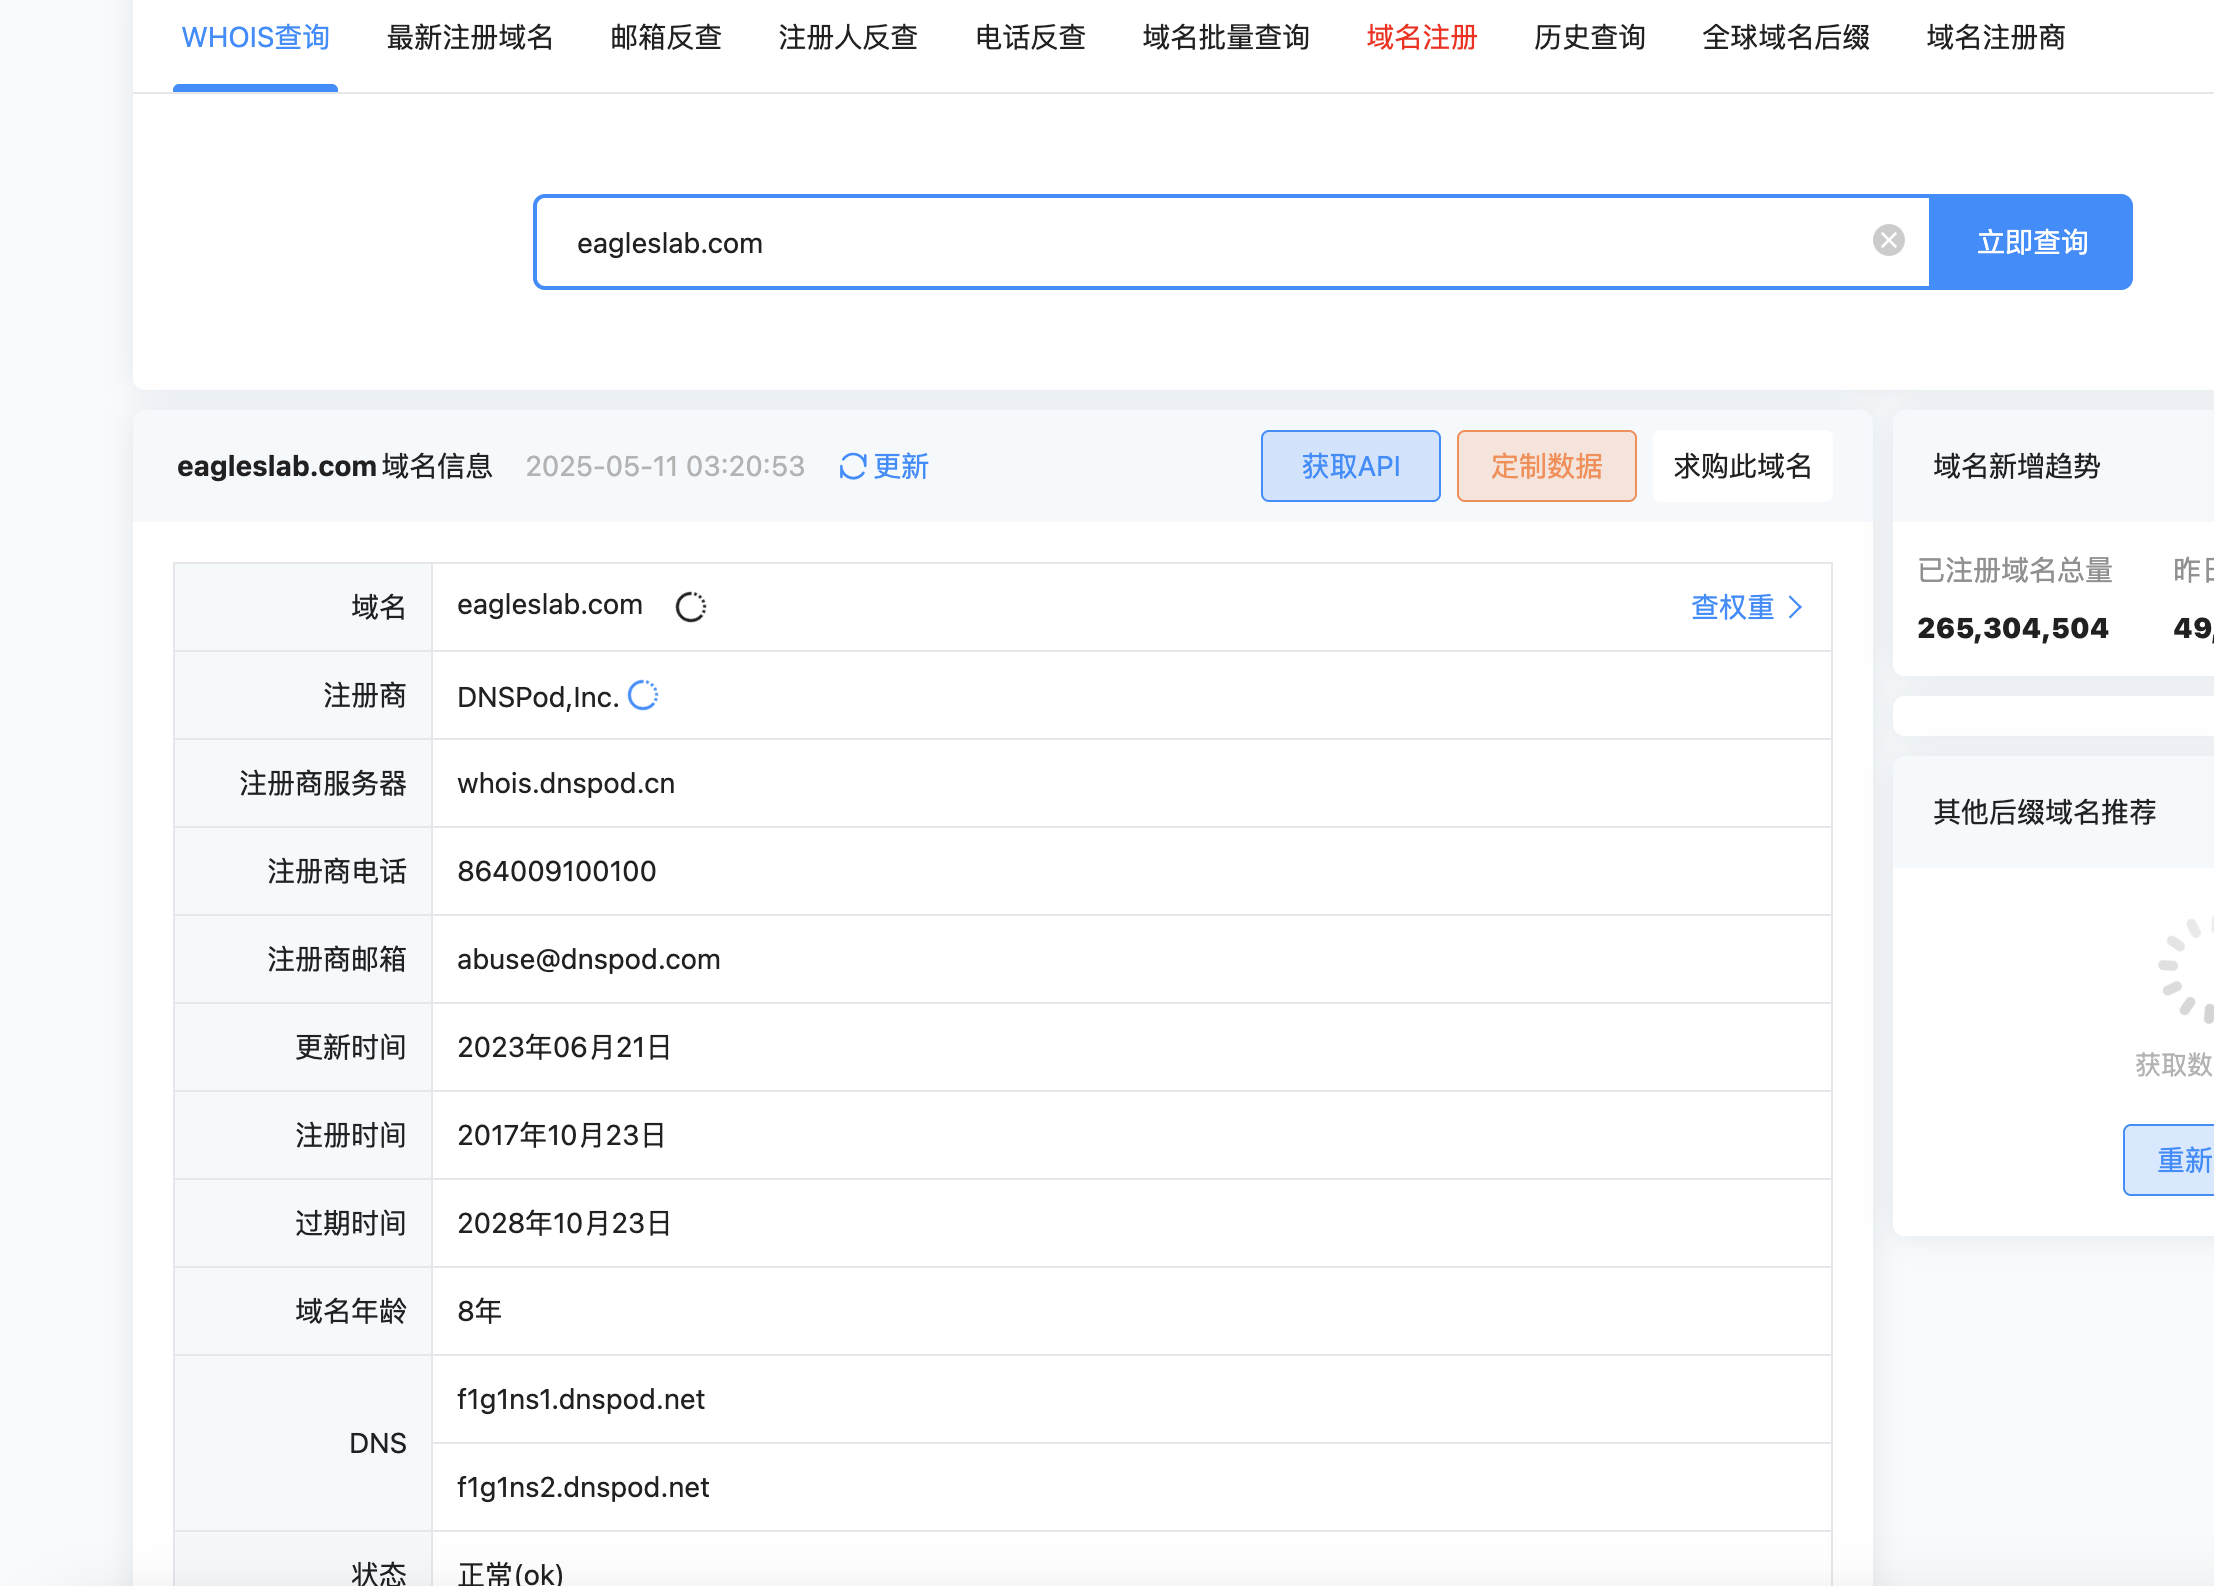 WHOIS查询 最新注册域名 邮箱反查 注册人反查 电话反查 域名批量查询 域名注册 历史查询 全球域名后缀 域名注册商
eagleslab.com 立即查询
eagleslab.com 域名信息 2025-05-11 03:20:53 更新 获取API 定制数据 求购此域名
域名 eagleslab.com 查权重
注册商 DNSPod,Inc.
注册商服务器 whois.dnspod.cn
注册商电话 864009100100
注册商邮箱 abuse@dnspod.com
更新时间 2023年06月21日
注册时间 2017年10月23日
过期时间 2028年10月23日
域名年龄 8年
DNS f1g1ns1.dnspod.net
f1g1ns2.dnspod.net
状态 正常(ok)
域名新增趋势
已注册域名总量 昨日
265,304,504 49,
其他后缀域名推荐
获取数
重新